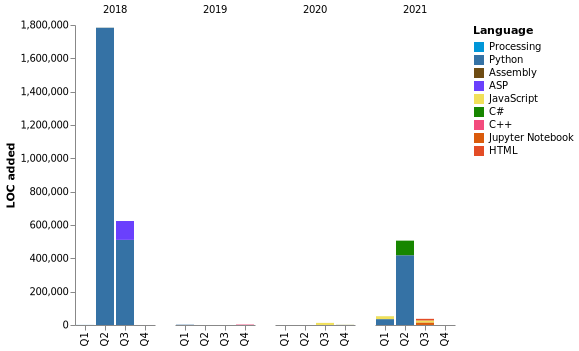 2018 2019 2020 2021
LOC added
1,800,000
1,600,000
1,400,000
1,200,000
1,000,000
800,000
600,000
400,000
200,000
0
Q1 Q2 Q3 Q4 Q1 Q2 Q3 Q4 Q1 Q2 Q3 Q4 Q1 Q2 Q3 Q4
Language
Processing
Python
Assembly
ASP
JavaScript
C#
C++
Jupyter Notebook
HTML